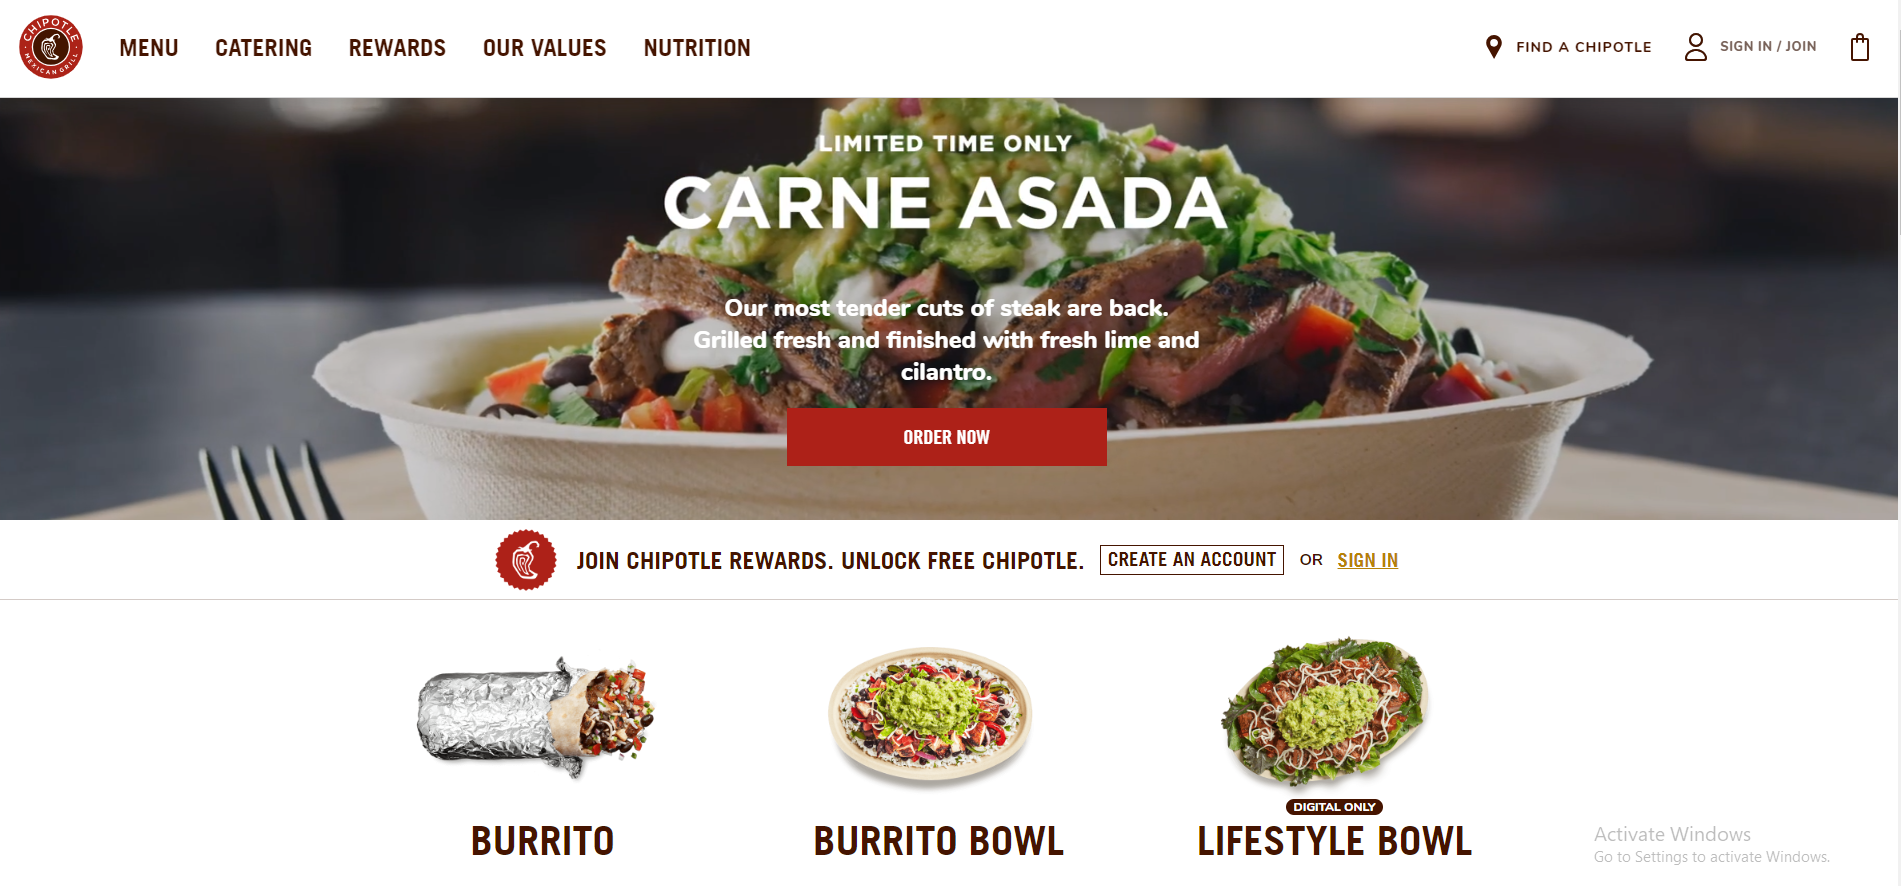 CHIPOTLE
MEXICAN GRILL
MENU
CATERING
REWARDS
OUR VALUES
NUTRITION
FIND A CHIPOTLE
SIGN IN / JOIN
LIMITED TIME ONLY
CARNE ASADA
Our most tender cuts of steak are back.
Grilled fresh and finished with fresh lime and
cilantro.
ORDER NOW
JOIN CHIPOTLE REWARDS. UNLOCK FREE CHIPOTLE.
CREATE AN ACCOUNT
OR
SIGN IN
BURRITO
BURRITO BOWL
DIGITAL ONLY
LIFESTYLE BOWL
Activate Windows
Go to Settings to activate Windows.